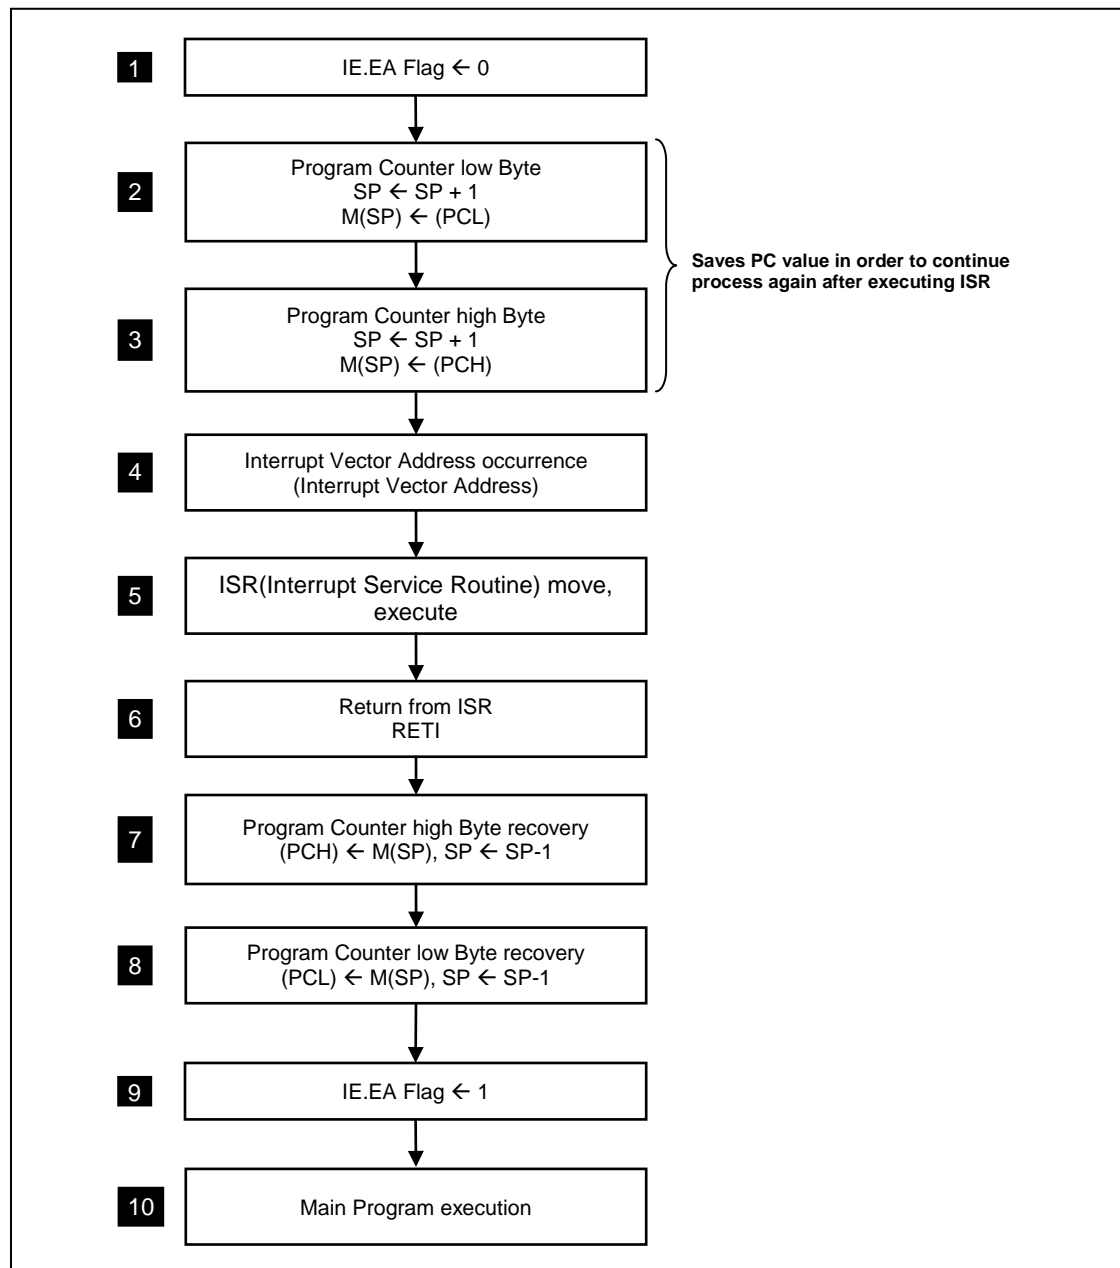 1
IE.EA Flag ← 0
2
Program Counter low Byte
SP ← SP + 1
M(SP) ← (PCL)
3
Program Counter high Byte
SP ← SP + 1
M(SP) ← (PCH)
Saves PC value in order to continue
process again after executing ISR
4
Interrupt Vector Address occurrence
(Interrupt Vector Address)
5
ISR(Interrupt Service Routine) move,
execute
6
Return from ISR
RETI
7
Program Counter high Byte recovery
(PCH) ← M(SP), SP ← SP-1
8
Program Counter low Byte recovery
(PCL) ← M(SP), SP ← SP-1
9
IE.EA Flag ← 1
10
Main Program execution